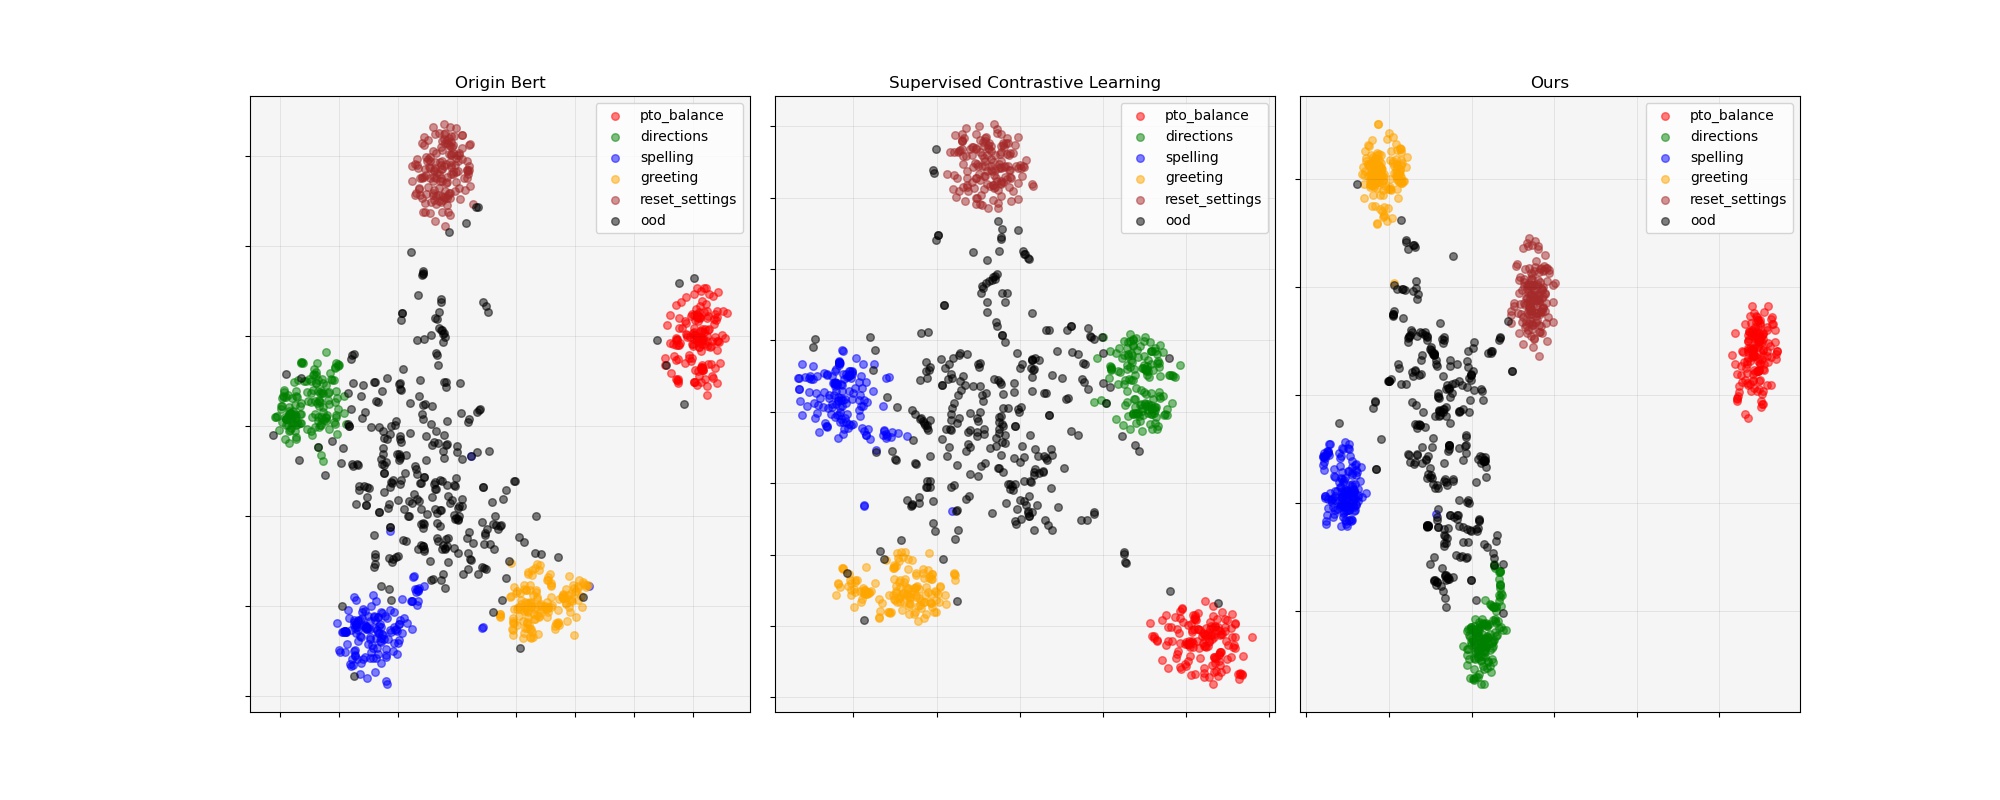 Origin Bert
pto_balance
directions
spelling
greeting
reset_settings
ood
Supervised Contrastive Learning
pto_balance
directions
spelling
greeting
reset_settings
ood
Ours
pto_balance
directions
spelling
greeting
reset_settings
ood